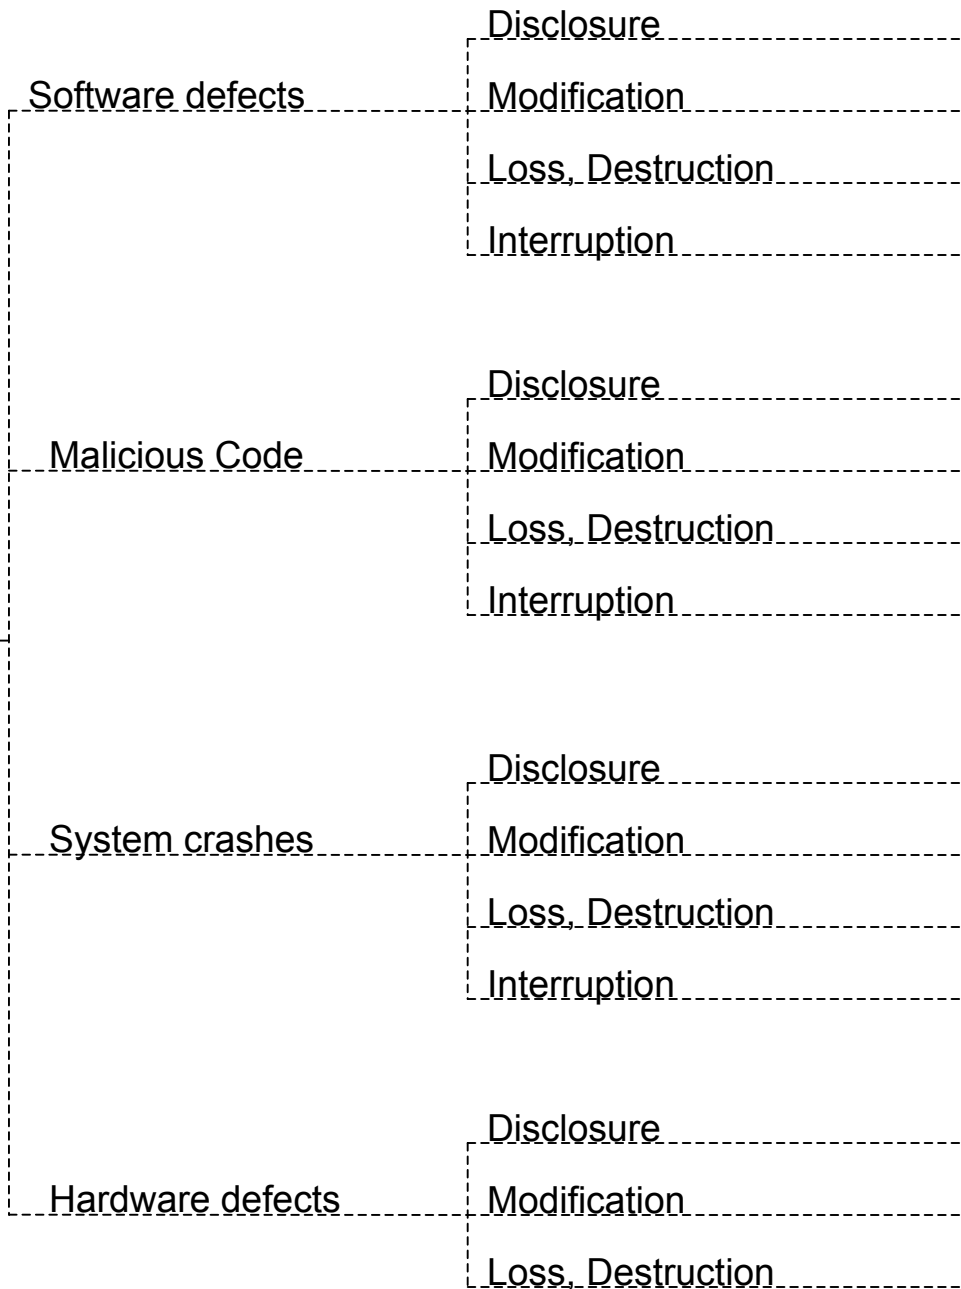 Disclosure
Software defects
Modification
Loss, Destruction
Interruption
Disclosure
Malicious Code
Modification
Loss, Destruction
Interruption
Disclosure
System crashes
Modification
Loss, Destruction
Interruption
Disclosure
Hardware defects
Modification
Loss, Destruction